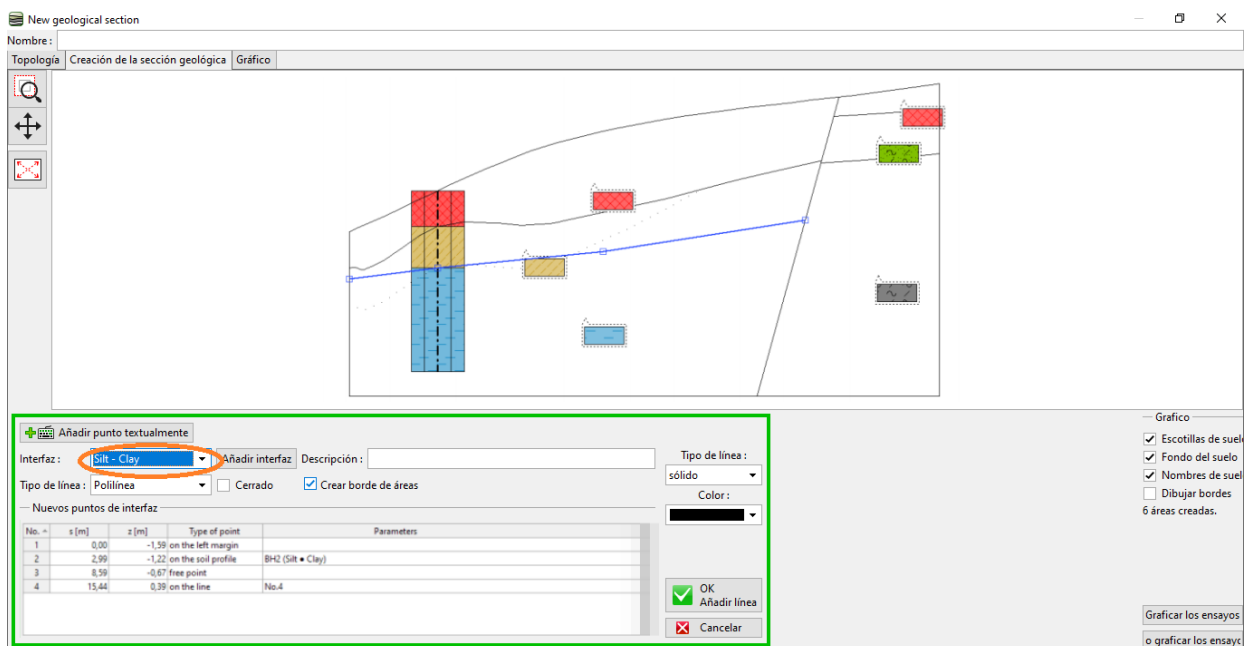 New geological section
Nombre :
Topología Creación de la sección geológica Gráfico
Añadir punto textualmente
Interfaz : Silt - Clay Añadir interfaz Descripción :
Tipo de línea : Polilínea Cerrado Crear borde de áreas
Nuevos puntos de interfaz
No. s [m] z [m] Type of point Parameters
1 0,00 -1,59 on the left margin
2 2,99 -1,22 on the soil profile BH2 (Silt ● Clay)
3 8,59 -0,67 free point
4 15,44 0,39 on the line No.4
Tipo de línea :
sólido
Color :
OK
Añadir línea
Cancelar
Grafico
Escotillas de suel
Fondo del suelo
Nombres de suel
Dibujar bordes
6 áreas creadas.
Graficar los ensayos
o graficar los ensayc